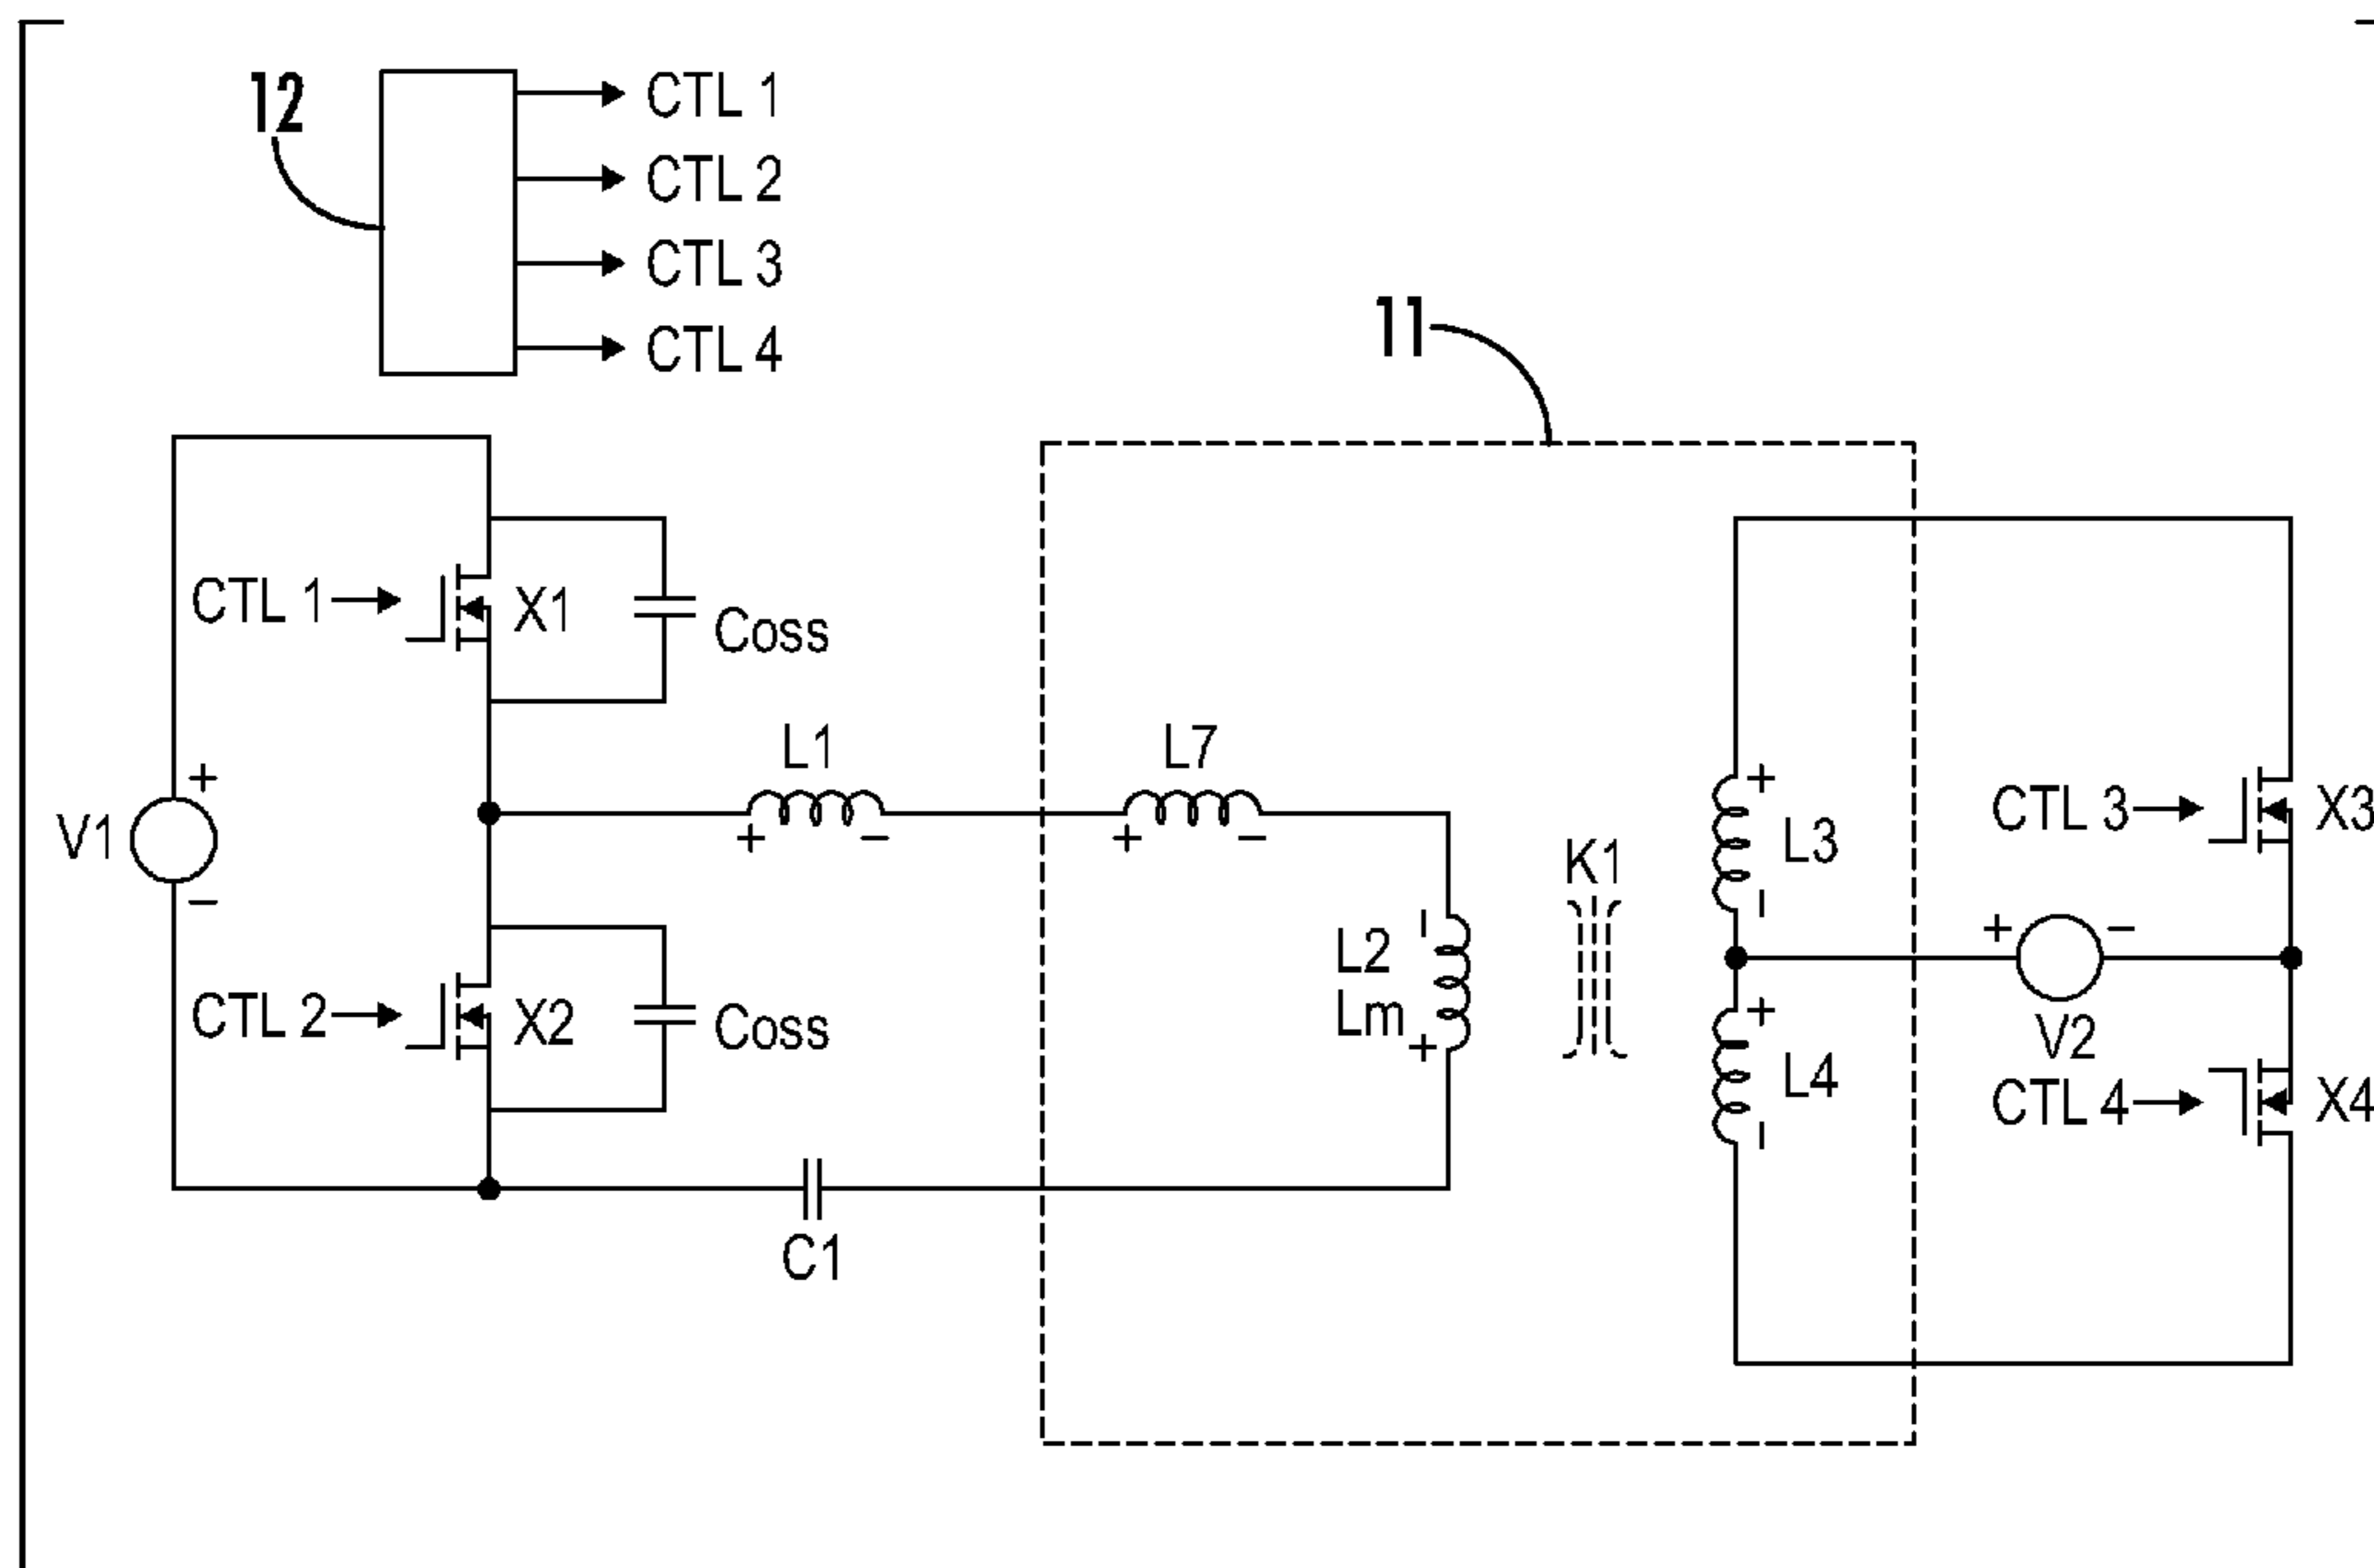 12
CTL 1
CTL 2
CTL 3
CTL 4
11
CTL 1
X1
Coss
L1
L7
+
V1
+
−
+
−
−
L3
+
−
CTL 3
X3
K1
L2
Lm
−
+
+
−
V2
CTL 2
X2
Coss
+
L4
−
CTL 4
X4
C1